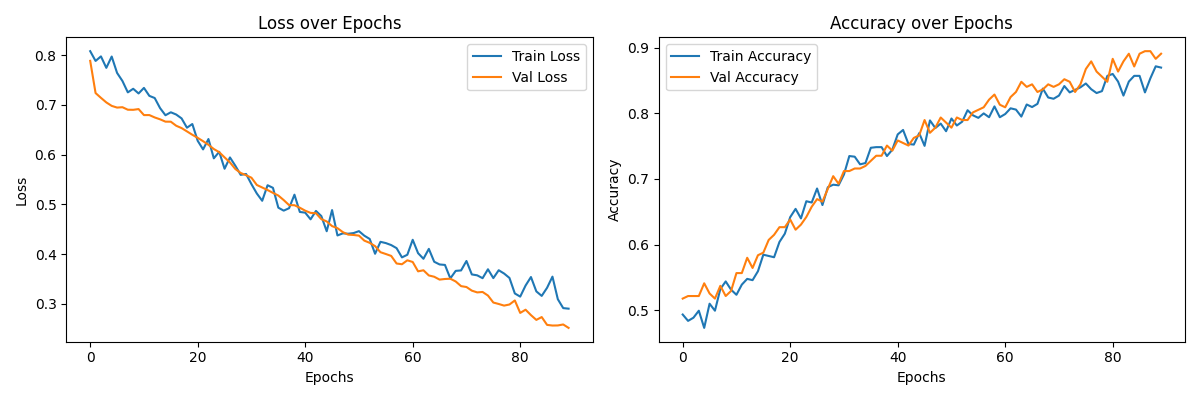 Loss over Epochs
Train Loss
Val Loss
0.8
0.7
0.6
0.5
0.4
0.3
Loss
0 20 40 60 80
Epochs
Accuracy over Epochs
Train Accuracy
Val Accuracy
0.9
0.8
0.7
0.6
0.5
Accuracy
0 20 40 60 80
Epochs